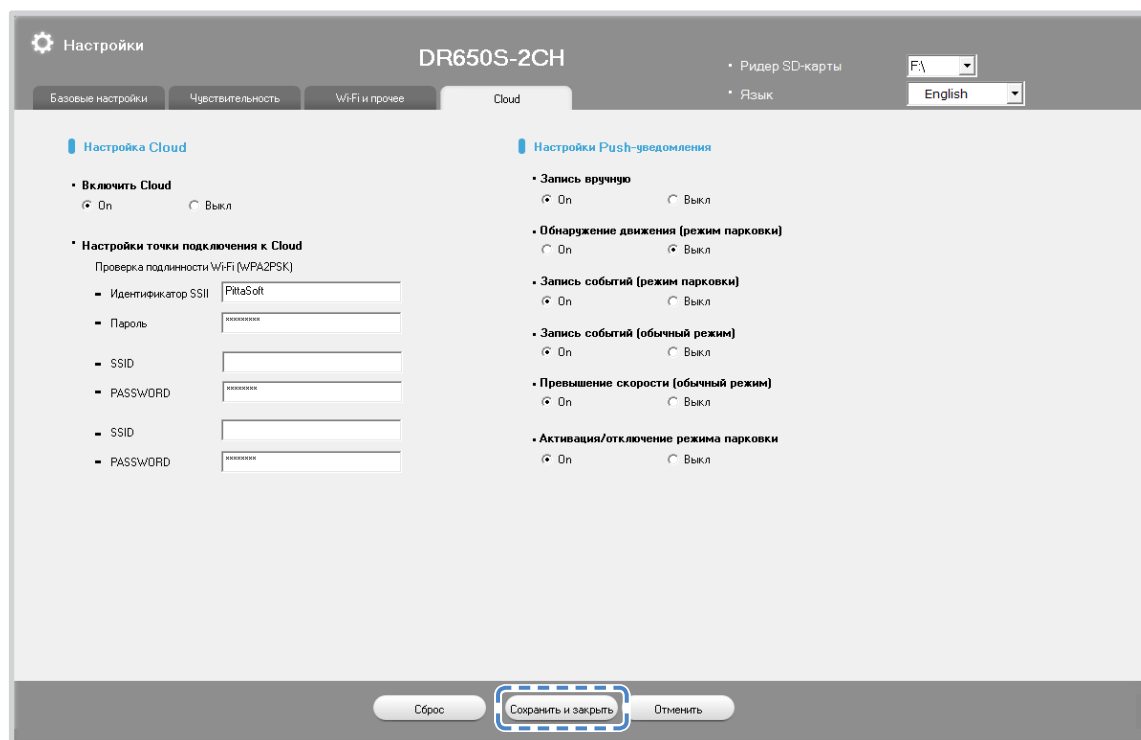 Настройки
DR650S-2CH
• Ридер SD-карты
F:\
• Язык
English
Базовые настройки
Чувствительность
Wi-Fi и прочее
Cloud
Настройка Cloud
• Включить Cloud
On
Выкл
• Настройки точки подключения к Cloud
Проверка подлинности Wi-Fi (WPA2PSK)
- Идентификатор SSII
PittaSoft
- Пароль
*********
- SSID
- PASSWORD
********
- SSID
- PASSWORD
********
Настройки Push-уведомления
• Запись вручную
On
Выкл
• Обнаружение движения (режим парковки)
On
Выкл
• Запись событий (режим парковки)
On
Выкл
• Запись событий (обычный режим)
On
Выкл
• Превышение скорости (обычный режим)
On
Выкл
• Активация/отключение режима парковки
On
Выкл
Сброс
Сохранить и закрыть
Отменить